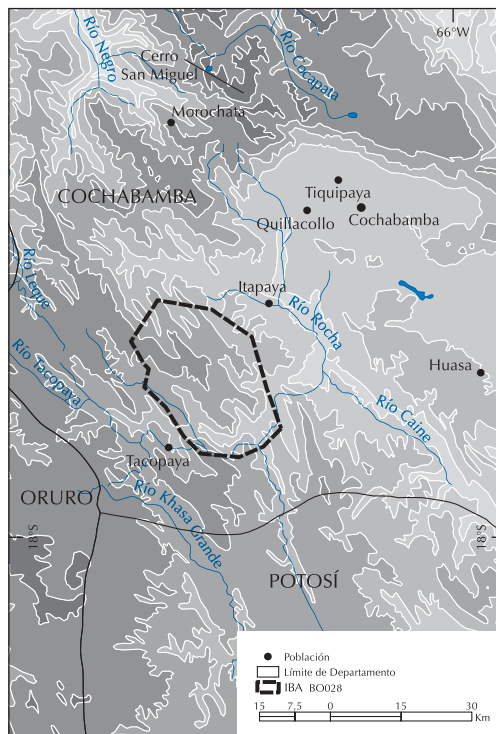 66°W
Río Negro
Cerro
San Miguel
Río Cocapata
Morochata
COCHABAMBA
Tiquipaya
Quillacollo
Cochabamba
Río Leque
Itapaya
Río Rocha
Río Tacopaya
Huasa
Río Caine
Tacopaya
ORURO
Río Khasa Grande
18°S
18°S
POTOSÍ
Población
Límite de Departamento
IBA BO028
15 7,5 0 15 30
Km